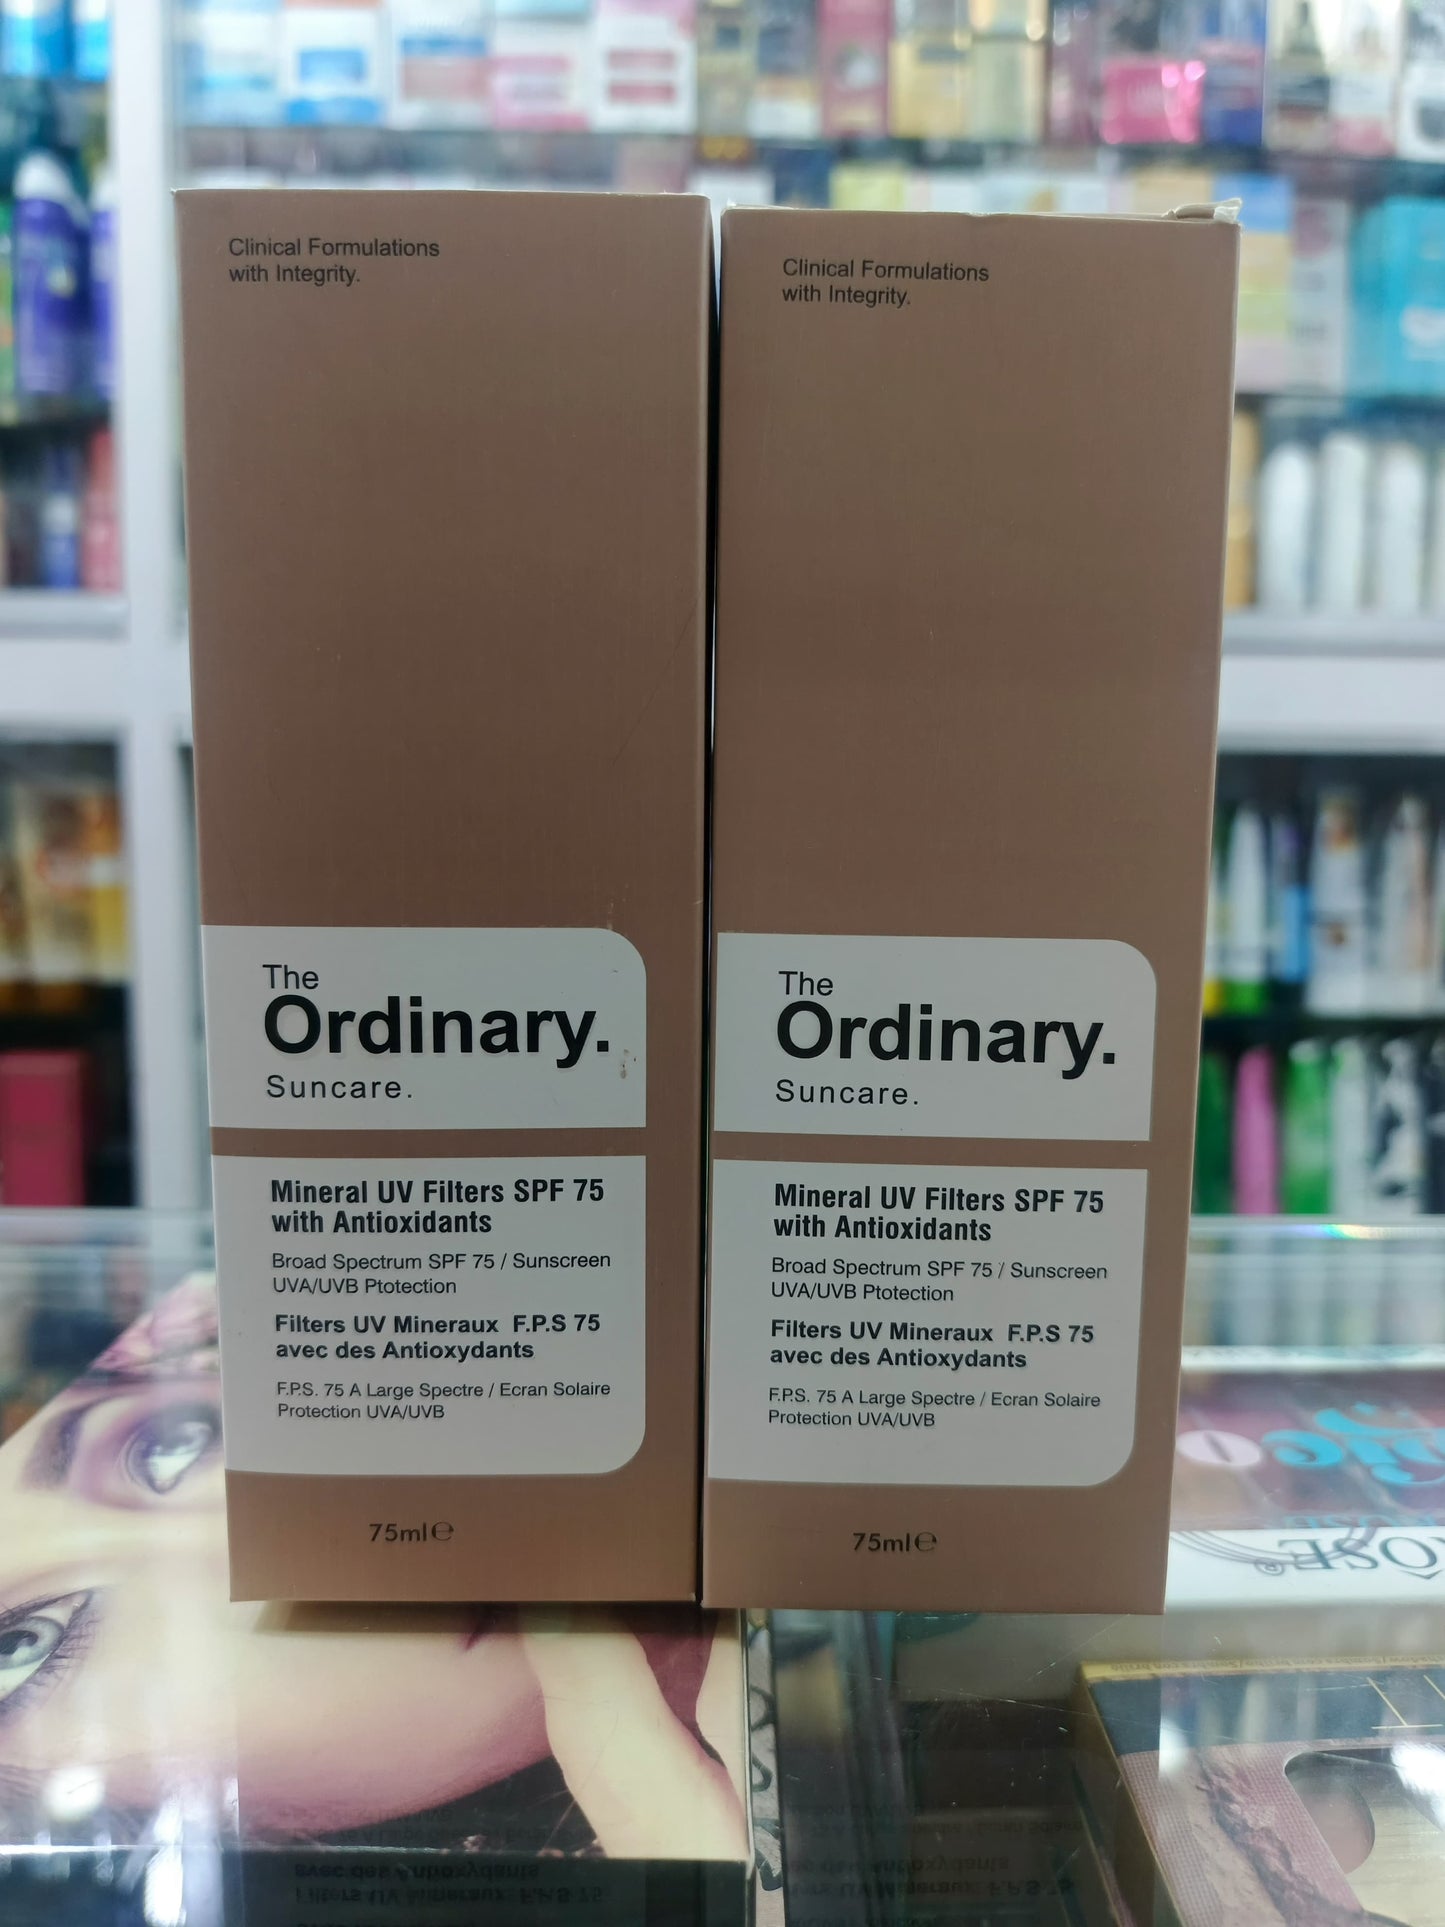 Clinical Formulations
with Integrity.
The
Ordinary.
Suncare.
Mineral UV Filters SPF 75
with Antioxidants
Broad Spectrum SPF 75 / Sunscreen
UVA/UVB Ptotection
Filters UV Mineraux F.P.S 75
avec des Antioxydants
F.P.S. 75 A Large Spectre / Ecran Solaire
Protection UVA/UVB
75ml℮
Clinical Formulations
with Integrity.
The
Ordinary.
Suncare.
Mineral UV Filters SPF 75
with Antioxidants
Broad Spectrum SPF 75 / Sunscreen
UVA/UVB Ptotection
Filters UV Mineraux F.P.S 75
avec des Antioxydants
F.P.S. 75 A Large Spectre / Ecran Solaire
Protection UVA/UVB
75ml℮